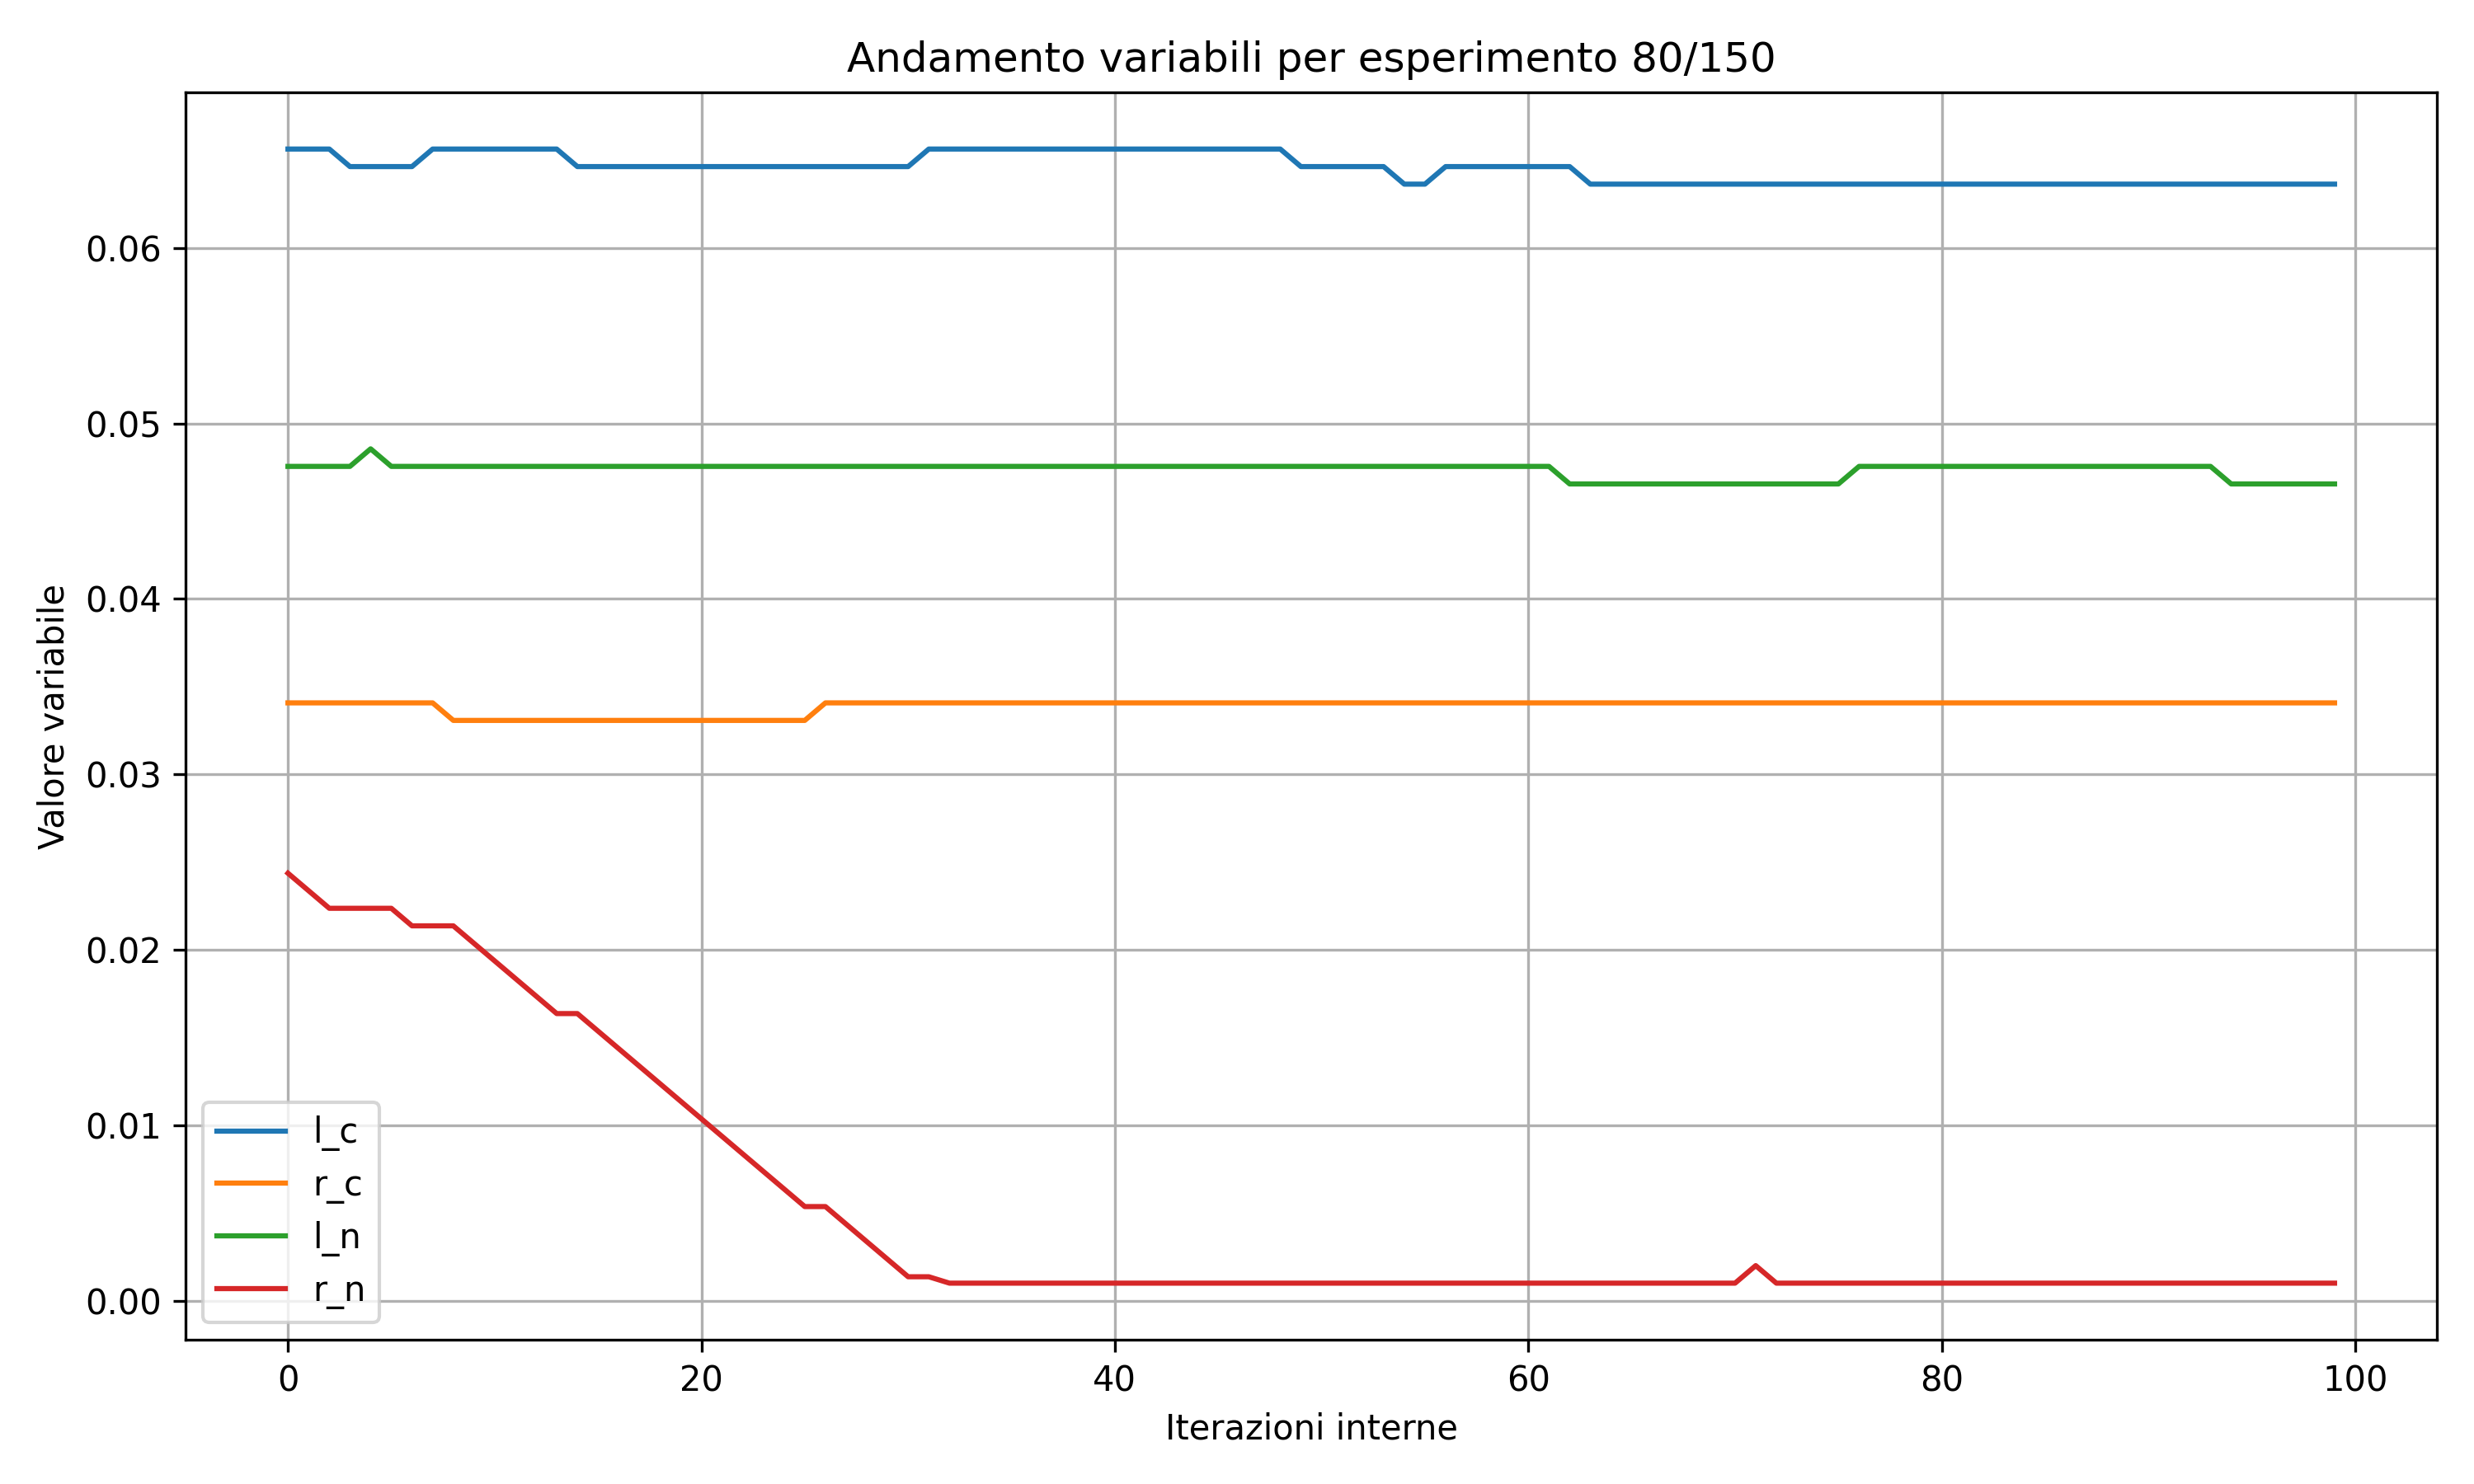 Andamento variabili per esperimento 80/150
Valore variabile
0.06
0.05
0.04
0.03
0.02
0.01
0.00
l_c
r_c
l_n
r_n
0 20 40 60 80 100
Iterazioni interne